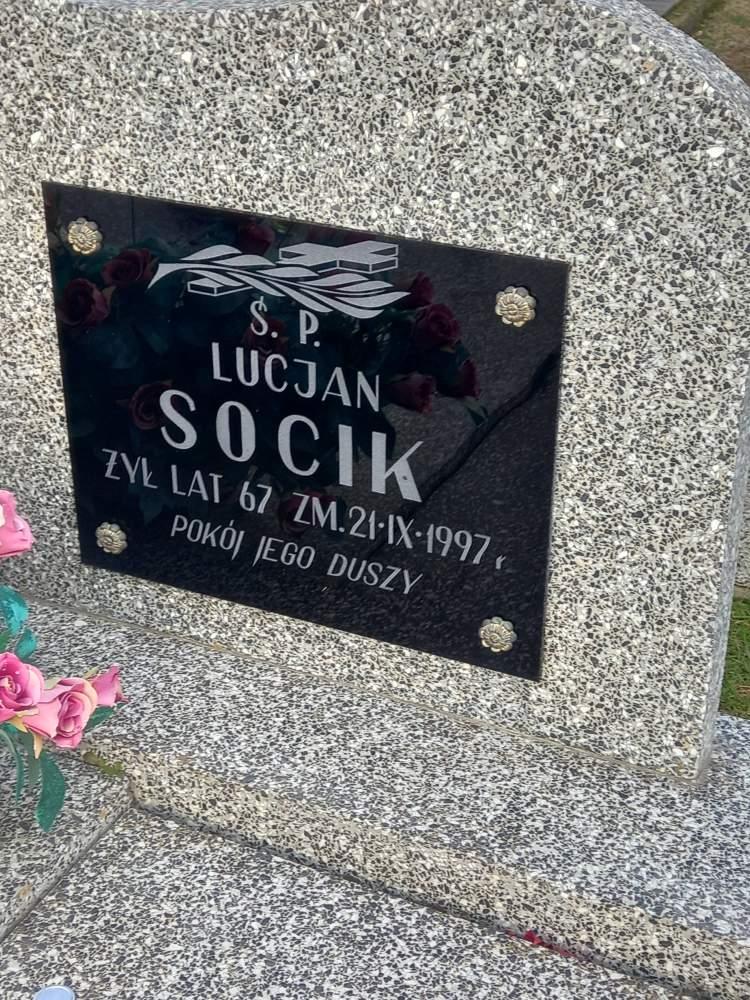 Ś. P.
LUCJAN
SOCIK
ŻYŁ LAT 67 ZM. 21·IX·1997 r
POKÓJ JEGO DUSZY